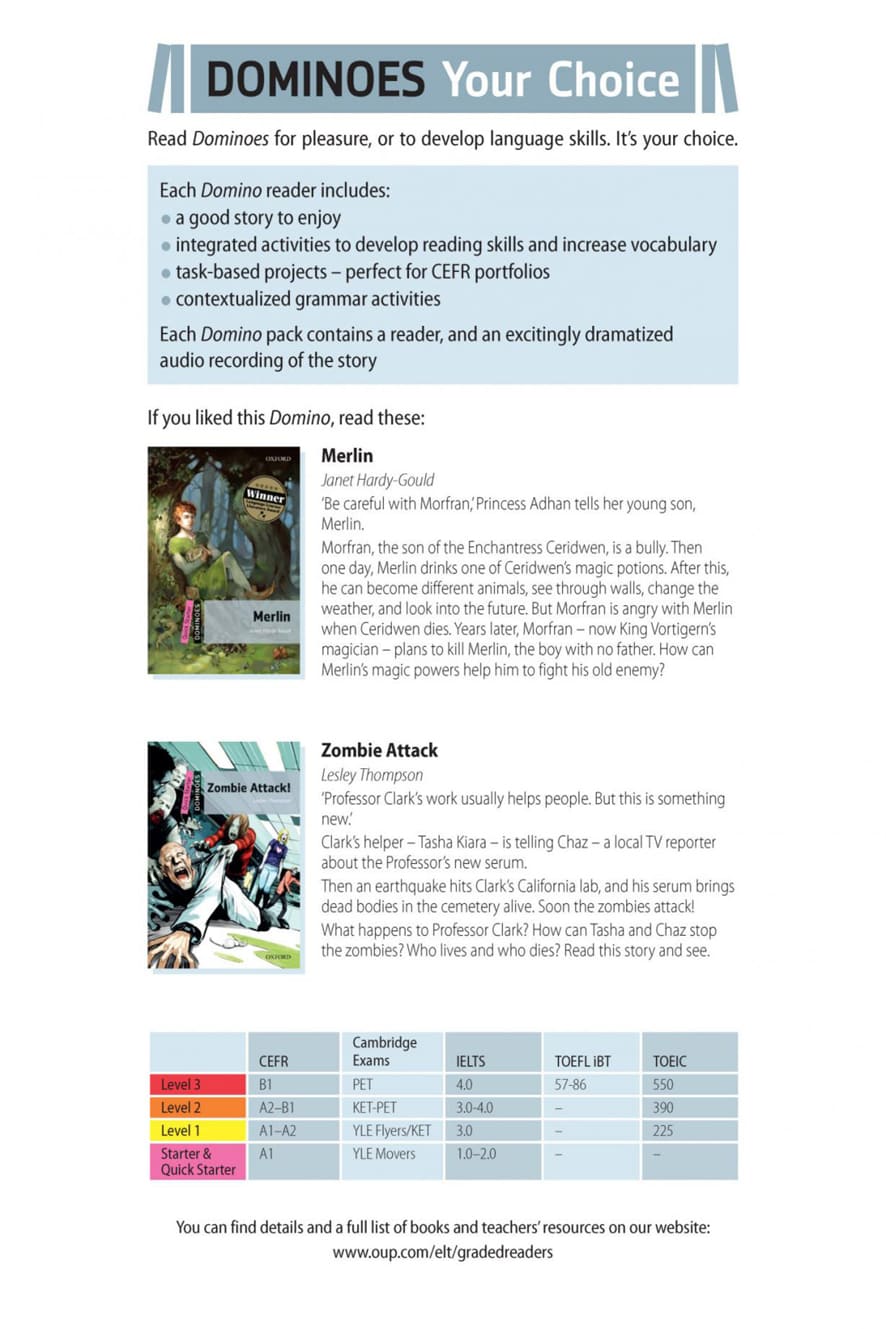 DOMINOES Your Choice
Read Dominoes for pleasure, or to develop language skills. It’s your choice.
Each Domino reader includes:
• a good story to enjoy
• integrated activities to develop reading skills and increase vocabulary
• task-based projects – perfect for CEFR portfolios
• contextualized grammar activities
Each Domino pack contains a reader, and an excitingly dramatized
audio recording of the story
If you liked this Domino, read these:
OXFORD
Winner
DOMINOES
Merlin
Merlin
Janet Hardy-Gould
‘Be careful with Morfran,’ Princess Adhan tells her young son,
Merlin.
Morfran, the son of the Enchantress Ceridwen, is a bully. Then
one day, Merlin drinks one of Ceridwen’s magic potions. After this,
he can become different animals, see through walls, change the
weather, and look into the future. But Morfran is angry with Merlin
when Ceridwen dies. Years later, Morfran – now King Vortigern’s
magician – plans to kill Merlin, the boy with no father. How can
Merlin’s magic powers help him to fight his old enemy?
DOMINOES
Zombie Attack!
OXFORD
Zombie Attack
Lesley Thompson
‘Professor Clark’s work usually helps people. But this is something
new.’
Clark’s helper – Tasha Kiara – is telling Chaz – a local TV reporter
about the Professor’s new serum.
Then an earthquake hits Clark’s California lab, and his serum brings
dead bodies in the cemetery alive. Soon the zombies attack!
What happens to Professor Clark? How can Tasha and Chaz stop
the zombies? Who lives and who dies? Read this story and see.
CEFR Cambridge Exams IELTS TOEFL iBT TOEIC
Level 3 B1 PET 4.0 57-86 550
Level 2 A2–B1 KET-PET 3.0-4.0 – 390
Level 1 A1–A2 YLE Flyers/KET 3.0 – 225
Starter & Quick Starter A1 YLE Movers 1.0–2.0 – –
You can find details and a full list of books and teachers’ resources on our website:
www.oup.com/elt/gradedreaders